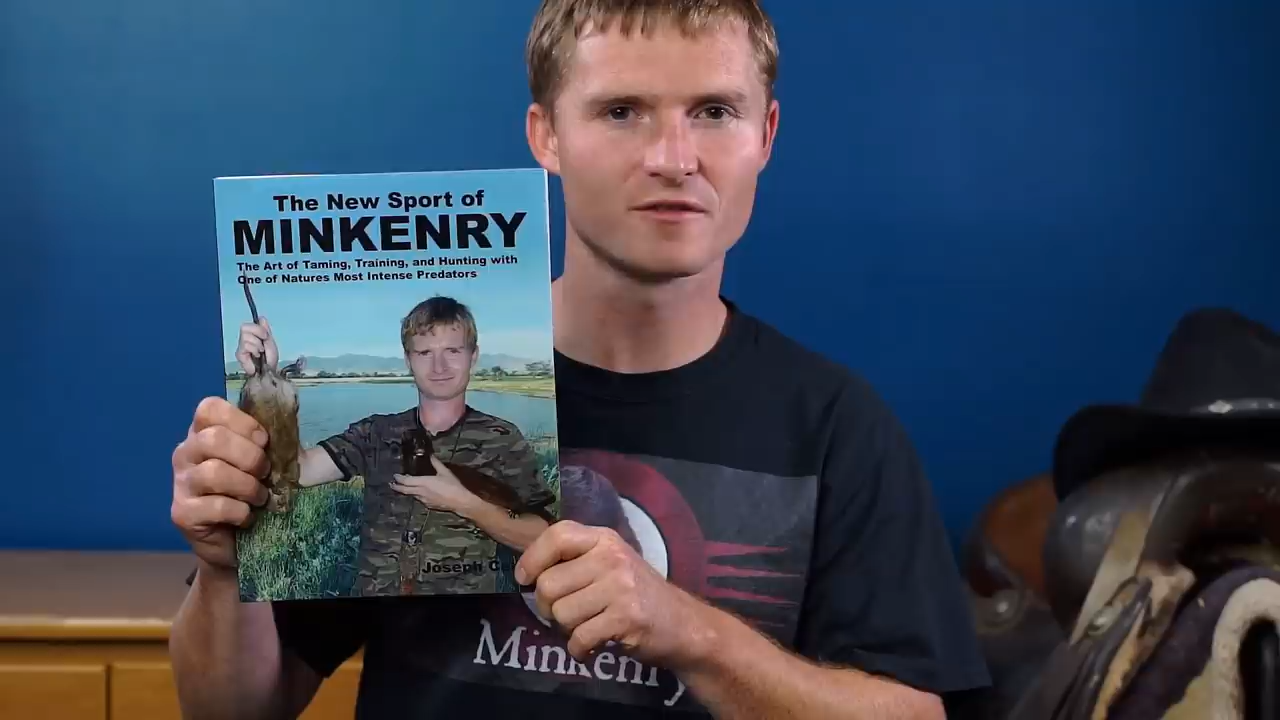 The New Sport of
MINKENRY
The Art of Taming, Training, and Hunting with
One of Natures Most Intense Predators
Joseph
Minkenry